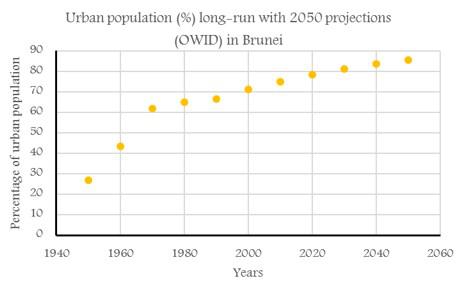 Urban population (%) long-run with 2050 projections
(OWID) in Brunei
Percentage of urban population
90
80
70
60
50
40
30
20
10
0
1940 1960 1980 2000 2020 2040 2060
Years